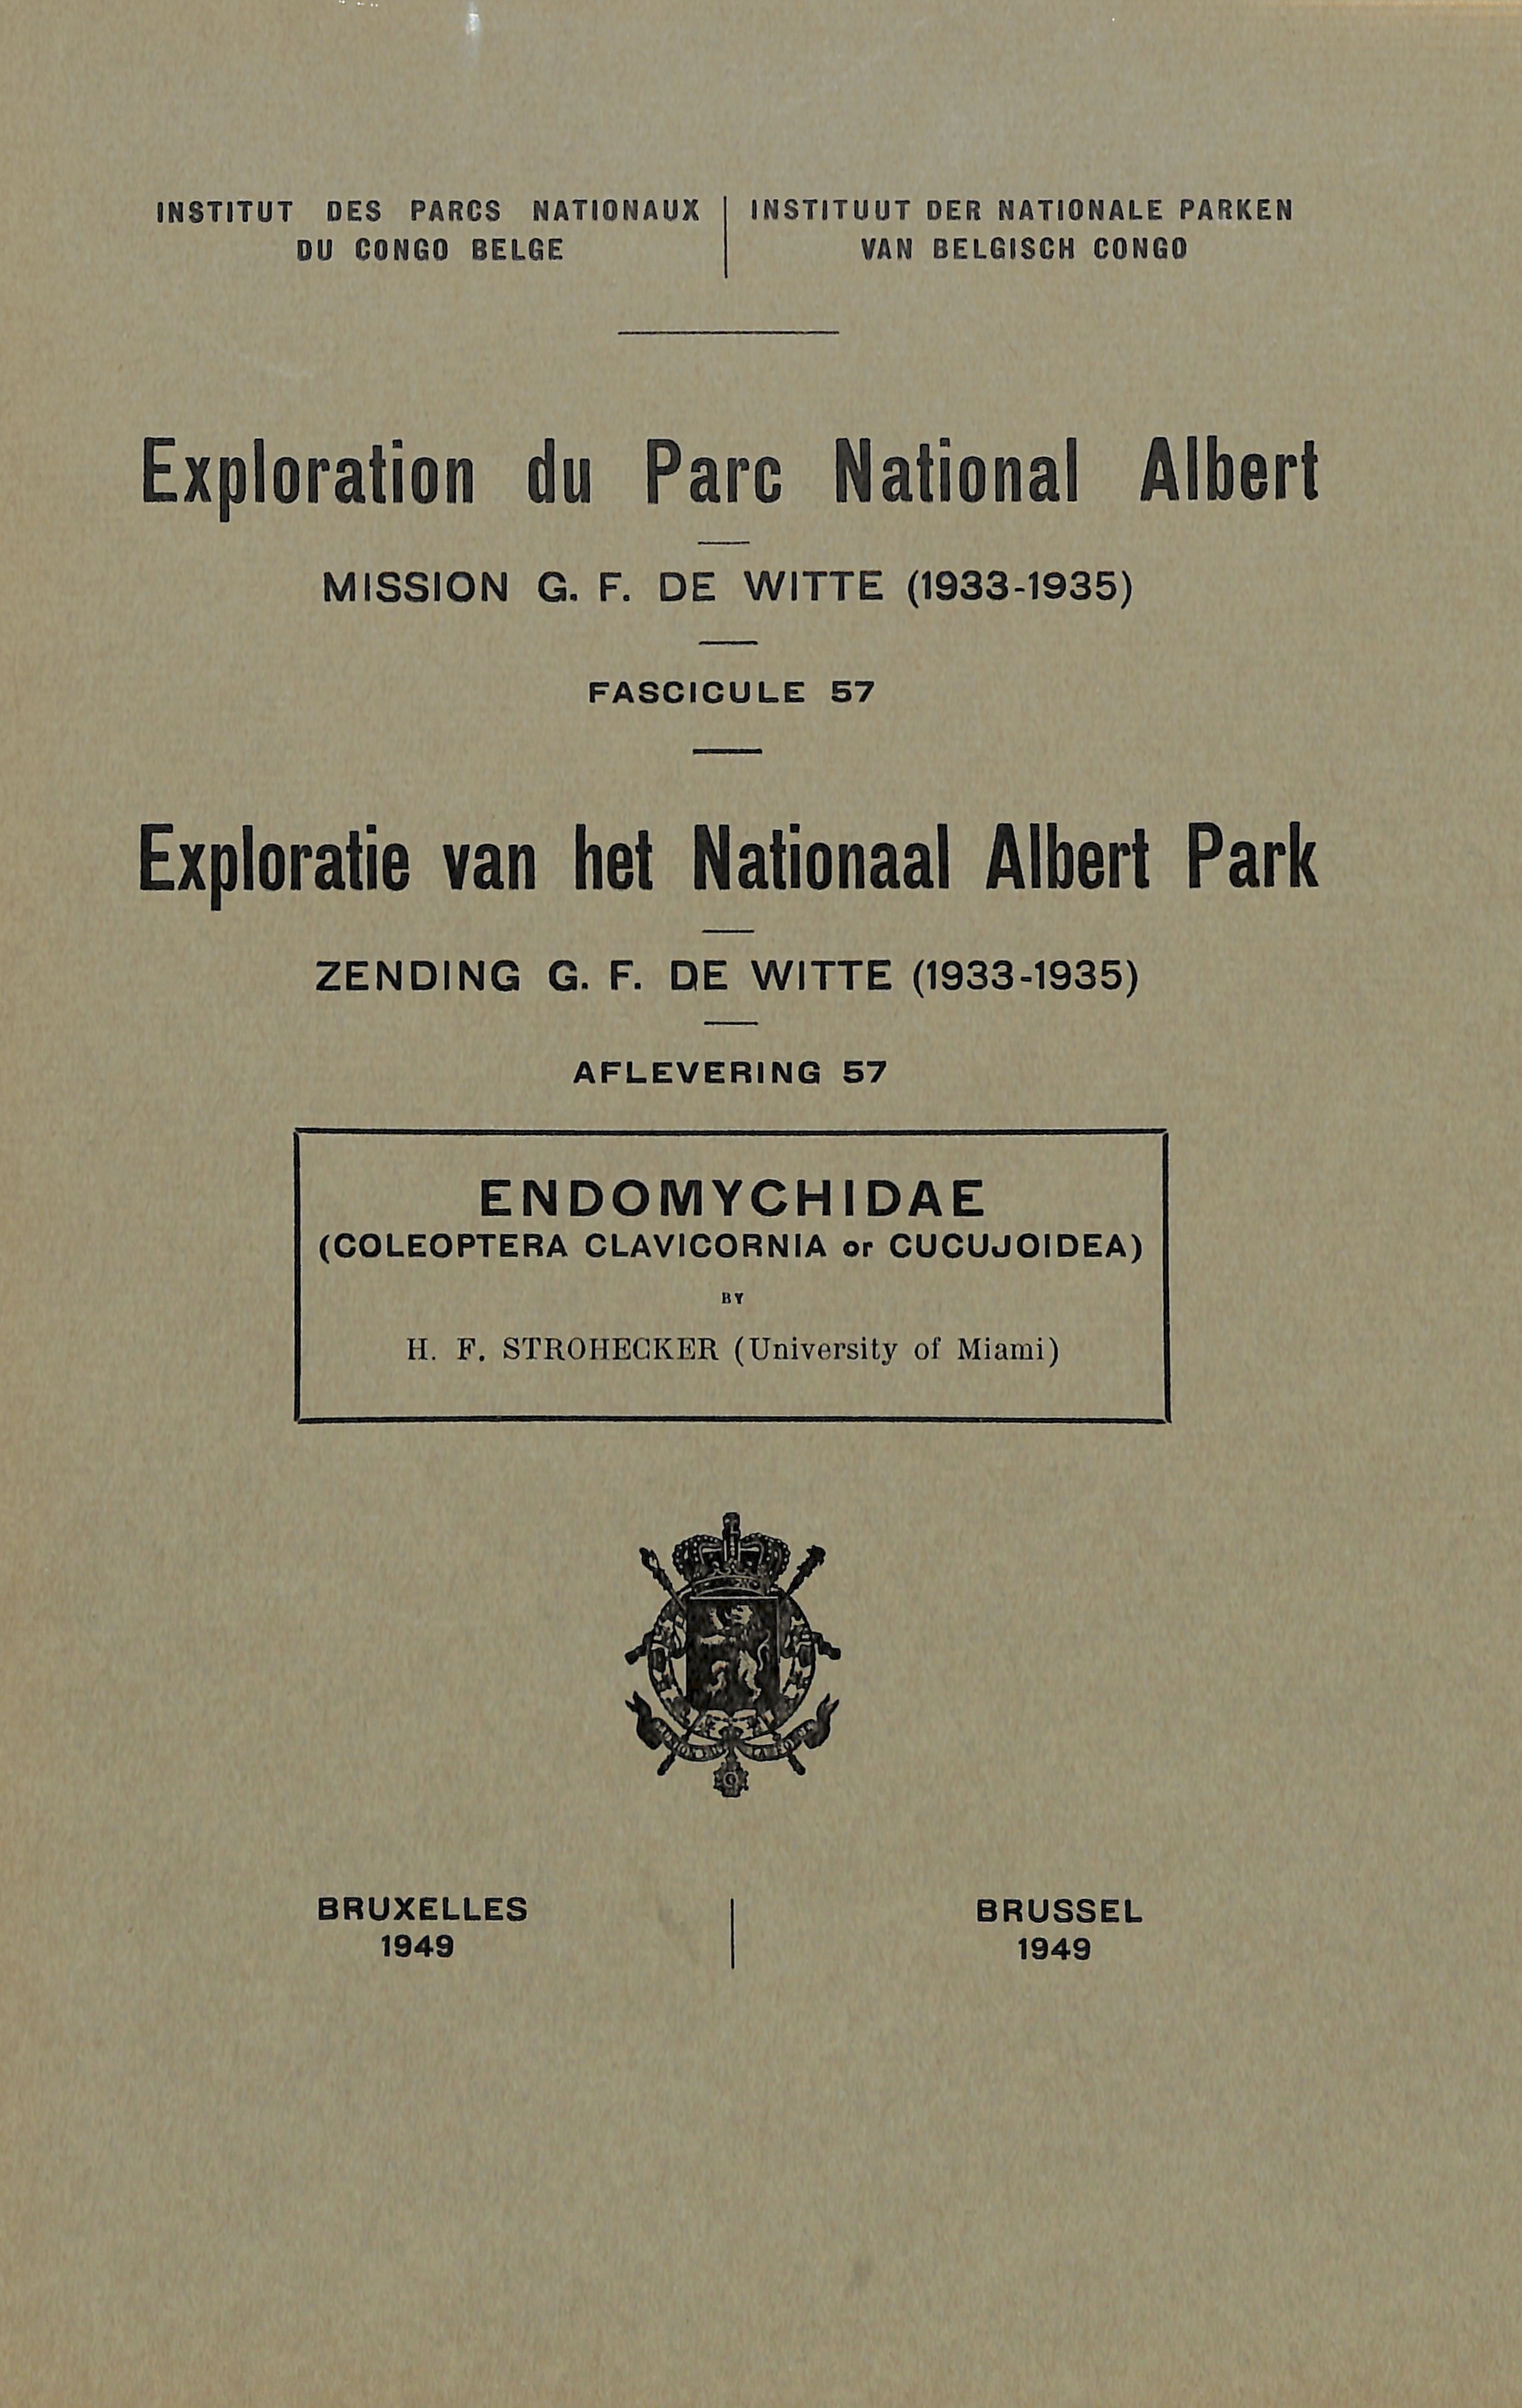 INSTITUT DES PARCS NATIONAUX
DU CONGO BELGE
INSTITUUT DER NATIONALE PARKEN
VAN BELGISCH CONGO
Exploration du Parc National Albert
MISSION G. F. DE WITTE (1933-1935)
FASCICULE 57
Exploratie van het Nationaal Albert Park
ZENDING G. F. DE WITTE (1933-1935)
AFLEVERING 57
ENDOMYCHIDAE
(COLEOPTERA CLAVICORNIA or CUCUJOIDEA)
BY
H. F. STROHECKER (University of Miami)
BRUXELLES
1949
BRUSSEL
1949